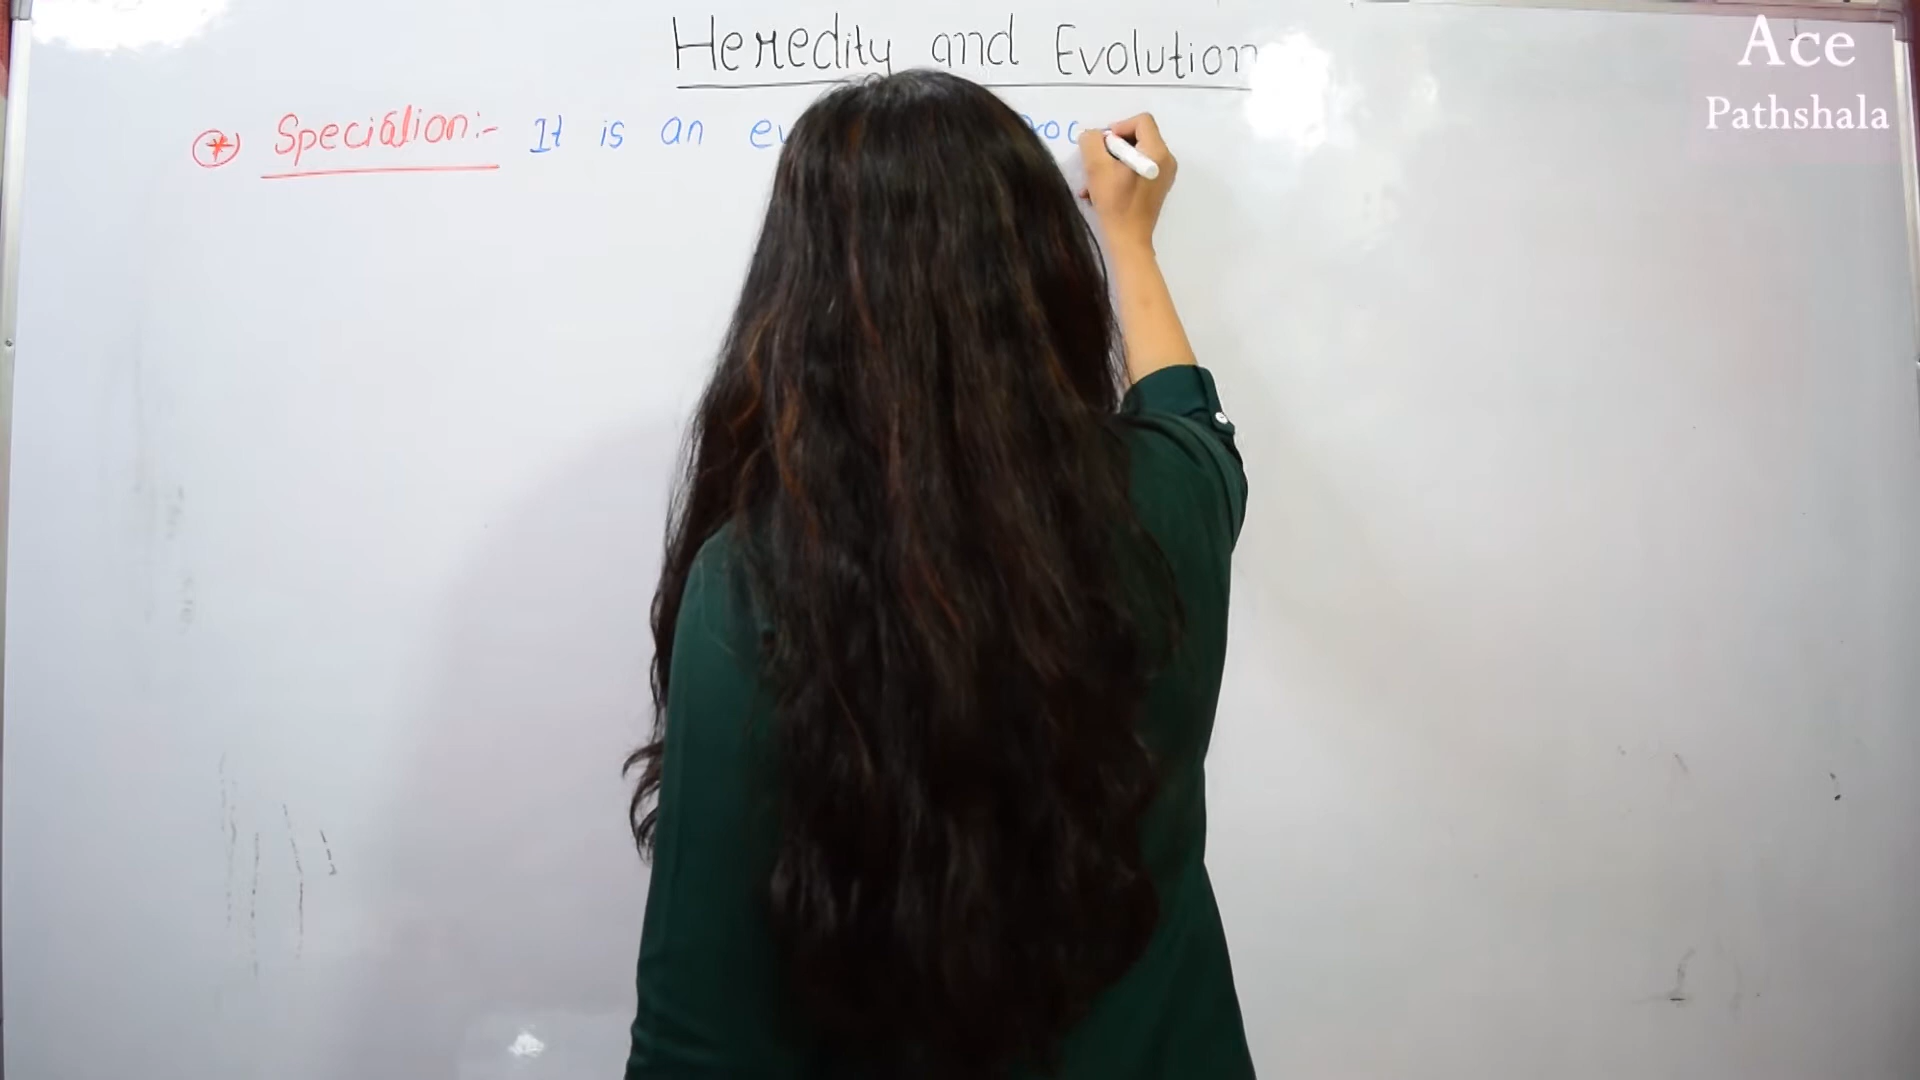 Heredity and Evolution
Ace
Pathshala
* Speciation:- It is an